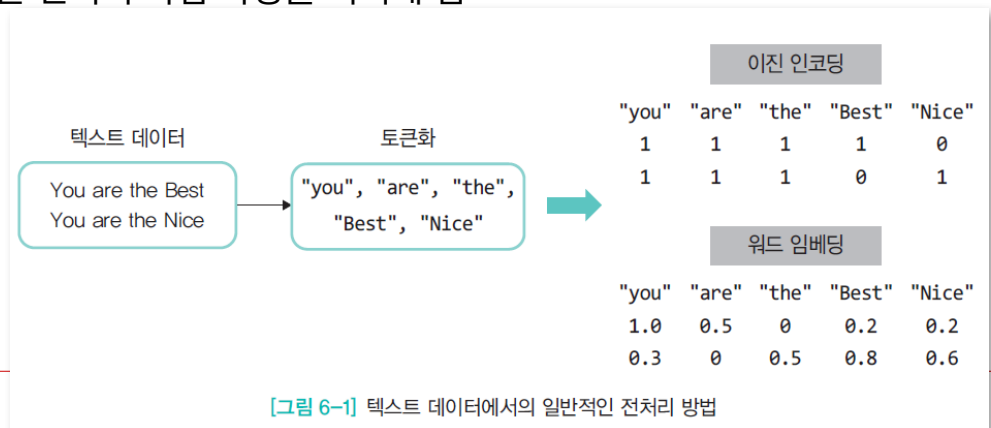 텍스트 데이터
You are the Best
You are the Nice
토큰화
"you", "are", "the",
"Best", "Nice"
이진 인코딩
"you" "are" "the" "Best" "Nice"
1 1 1 1 0
1 1 1 0 1
워드 임베딩
"you" "are" "the" "Best" "Nice"
1.0 0.5 0 0.2 0.2
0.3 0 0.5 0.8 0.6
[그림 6-1] 텍스트 데이터에서의 일반적인 전처리 방법